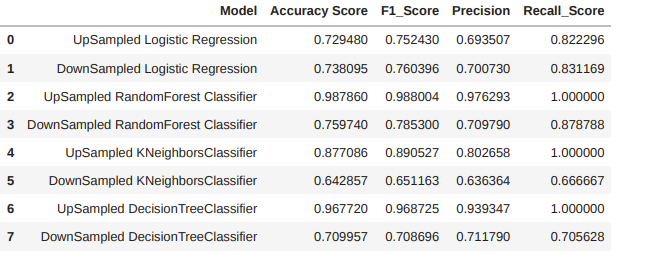 Model Accuracy Score F1_Score Precision Recall_Score
0 UpSampled Logistic Regression 0.729480 0.752430 0.693507 0.822296
1 DownSampled Logistic Regression 0.738095 0.760396 0.700730 0.831169
2 UpSampled RandomForest Classifier 0.987860 0.988004 0.976293 1.000000
3 DownSampled RandomForest Classifier 0.759740 0.785300 0.709790 0.878788
4 UpSampled KNeighborsClassifier 0.877086 0.890527 0.802658 1.000000
5 DownSampled KNeighborsClassifier 0.642857 0.651163 0.636364 0.666667
6 UpSampled DecisionTreeClassifier 0.967720 0.968725 0.939347 1.000000
7 DownSampled DecisionTreeClassifier 0.709957 0.708696 0.711790 0.705628